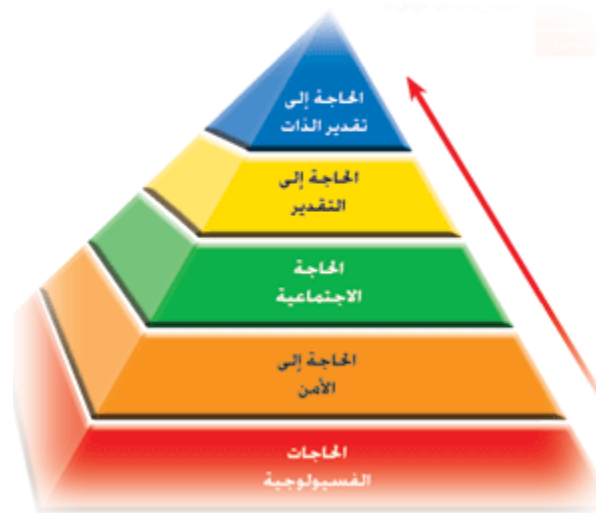 الحاجة إلى
تقدير الذات
الحاجة إلى
التقدير
الحاجة
الاجتماعية
الحاجة إلى
الأمن
الحاجات
الفسيولوجية